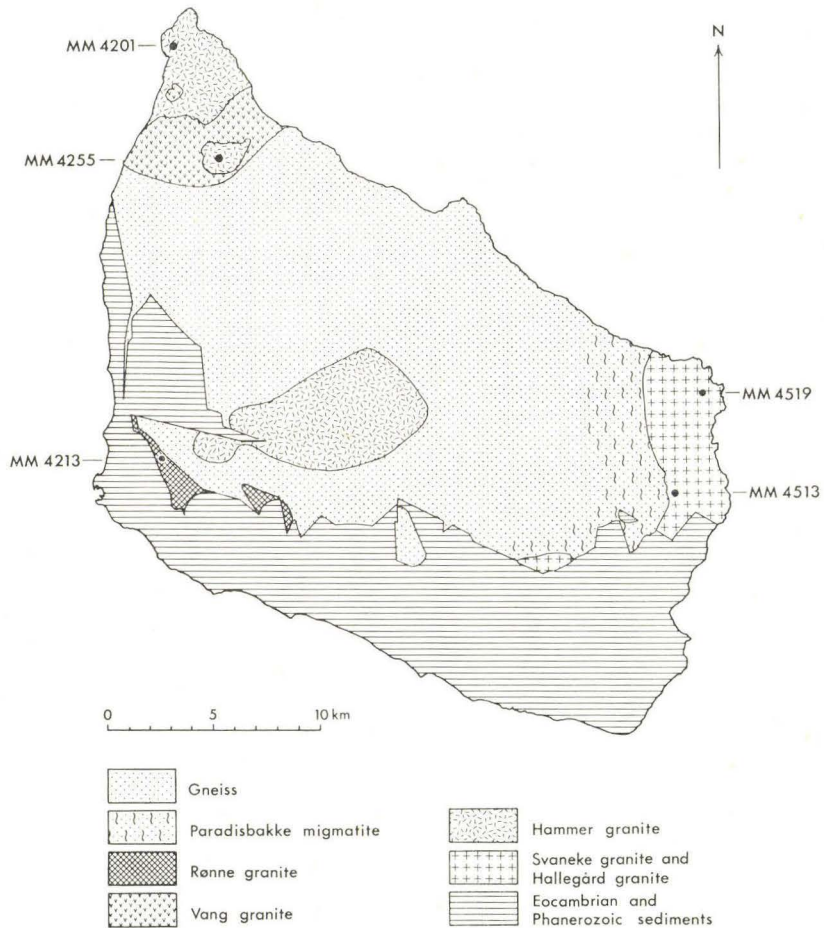 MM 4201
N
MM 4255
MM 4519
MM 4213
MM 4513
0 5 10 km
Gneiss
Paradisbakke migmatite
Rønne granite
Vang granite
Hammer granite
Svaneke granite and
Hallegård granite
Eocambrian and
Phanerozoic sediments